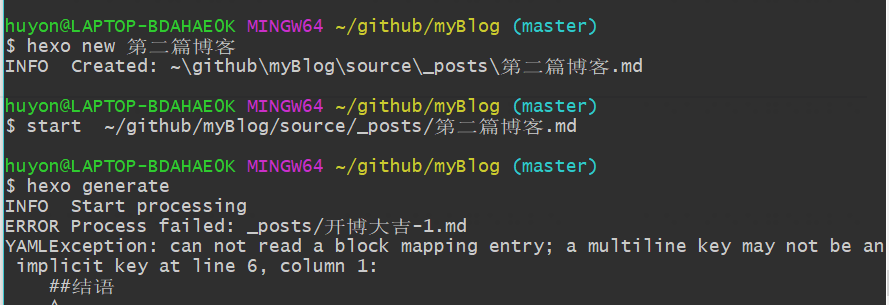 huyon@LAPTOP-BDAHAEOK MINGW64 ~/github/myBlog (master)
$ hexo new 第二篇博客
INFO  Created: ~\github\myBlog\source\_posts\第二篇博客.md
huyon@LAPTOP-BDAHAEOK MINGW64 ~/github/myBlog (master)
$ start  ~/github/myBlog/source/_posts/第二篇博客.md
huyon@LAPTOP-BDAHAEOK MINGW64 ~/github/myBlog (master)
$ hexo generate
INFO  Start processing
ERROR Process failed: _posts/开博大吉-1.md
YAMLException: can not read a block mapping entry; a multiline key may not be an
 implicit key at line 6, column 1:
    ##结语
    ^